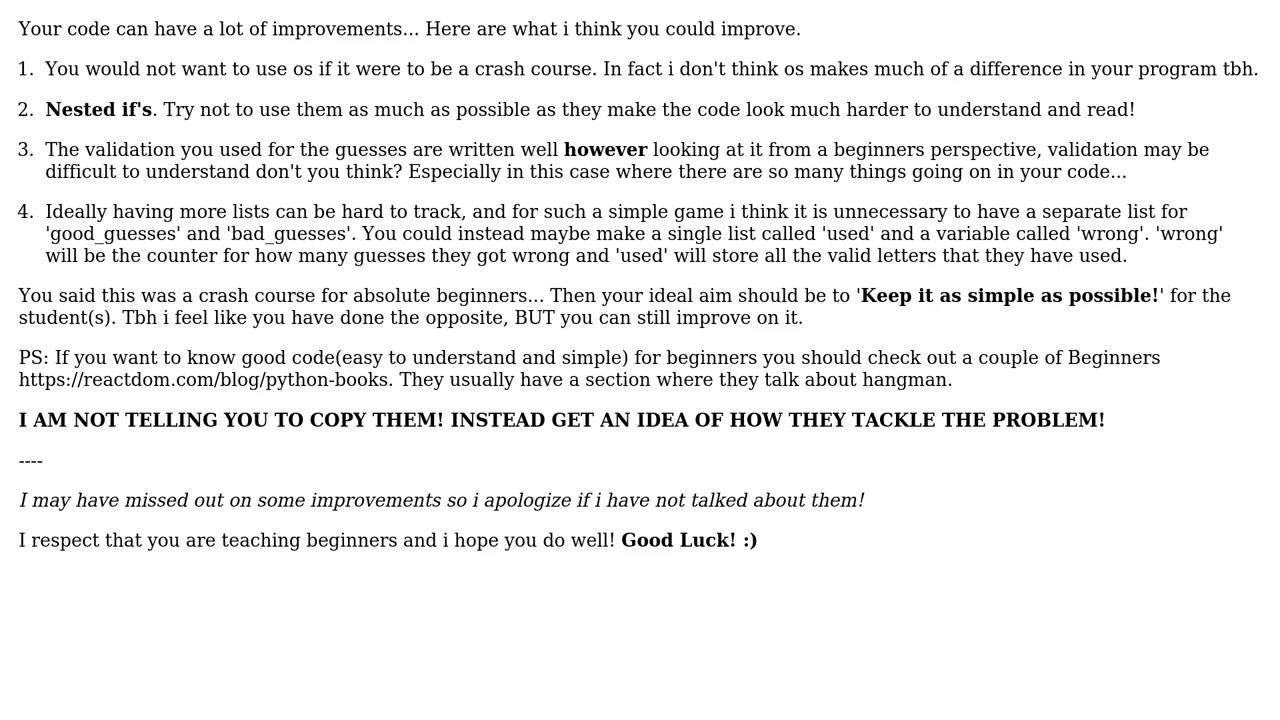 Your code can have a lot of improvements... Here are what i think you could improve.
1. You would not want to use os if it were to be a crash course. In fact i don't think os makes much of a difference in your program tbh.
2. Nested if's. Try not to use them as much as possible as they make the code look much harder to understand and read!
3. The validation you used for the guesses are written well however looking at it from a beginners perspective, validation may be
difficult to understand don't you think? Especially in this case where there are so many things going on in your code...
4. Ideally having more lists can be hard to track, and for such a simple game i think it is unnecessary to have a separate list for
'good_guesses' and 'bad_guesses'. You could instead maybe make a single list called 'used' and a variable called 'wrong'. 'wrong'
will be the counter for how many guesses they got wrong and 'used' will store all the valid letters that they have used.
You said this was a crash course for absolute beginners... Then your ideal aim should be to 'Keep it as simple as possible!' for the
student(s). Tbh i feel like you have done the opposite, BUT you can still improve on it.
PS: If you want to know good code(easy to understand and simple) for beginners you should check out a couple of Beginners
https://reactdom.com/blog/python-books. They usually have a section where they talk about hangman.
I AM NOT TELLING YOU TO COPY THEM! INSTEAD GET AN IDEA OF HOW THEY TACKLE THE PROBLEM!
----
I may have missed out on some improvements so i apologize if i have not talked about them!
I respect that you are teaching beginners and i hope you do well! Good Luck! :)